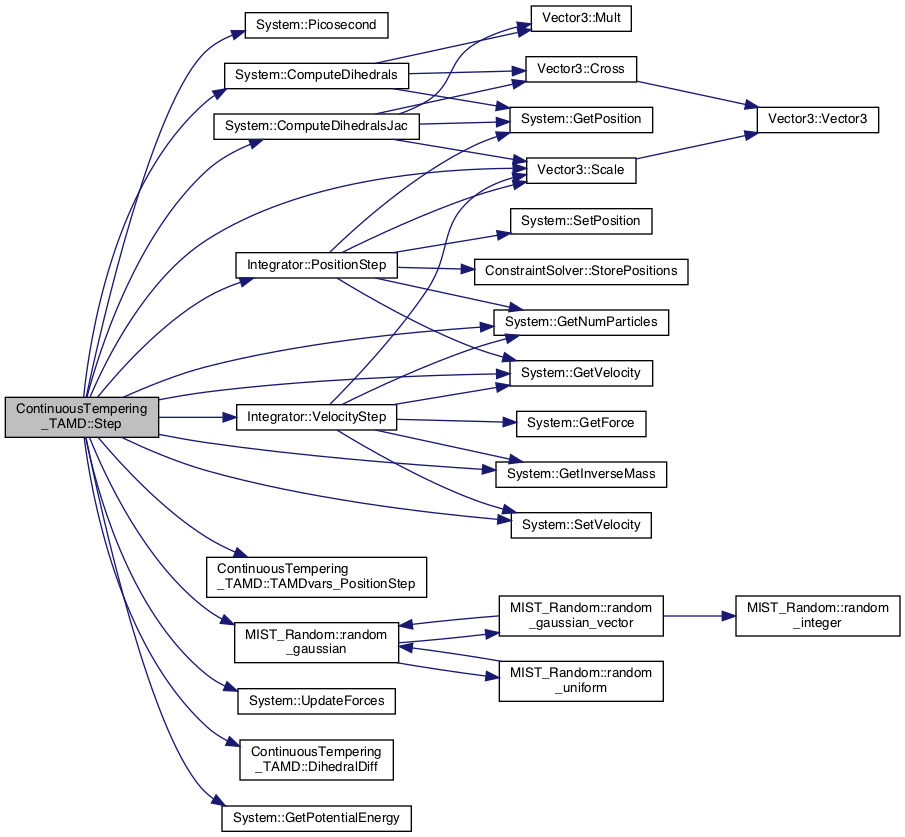 System::Picosecond
Vector3::Mult
System::ComputeDihedrals
Vector3::Cross
System::ComputeDihedralsJac
System::GetPosition
Vector3::Vector3
Vector3::Scale
System::SetPosition
Integrator::PositionStep
ConstraintSolver::StorePositions
System::GetNumParticles
System::GetVelocity
ContinuousTempering
_TAMD::Step
Integrator::VelocityStep
System::GetForce
System::GetInverseMass
System::SetVelocity
ContinuousTempering
_TAMD::TAMDvars_PositionStep
MIST_Random::random
_gaussian
MIST_Random::random
_gaussian_vector
MIST_Random::random
_integer
MIST_Random::random
_uniform
System::UpdateForces
ContinuousTempering
_TAMD::DihedralDiff
System::GetPotentialEnergy